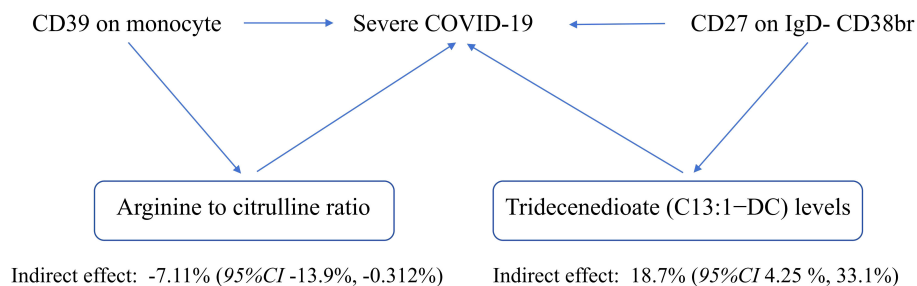 CD39 on monocyte
Severe COVID-19
CD27 on IgD- CD38br
Arginine to citrulline ratio
Tridecenedioate (C13:1−DC) levels
Indirect effect: -7.11% (95%CI -13.9%, -0.312%)
Indirect effect: 18.7% (95%CI 4.25 %, 33.1%)